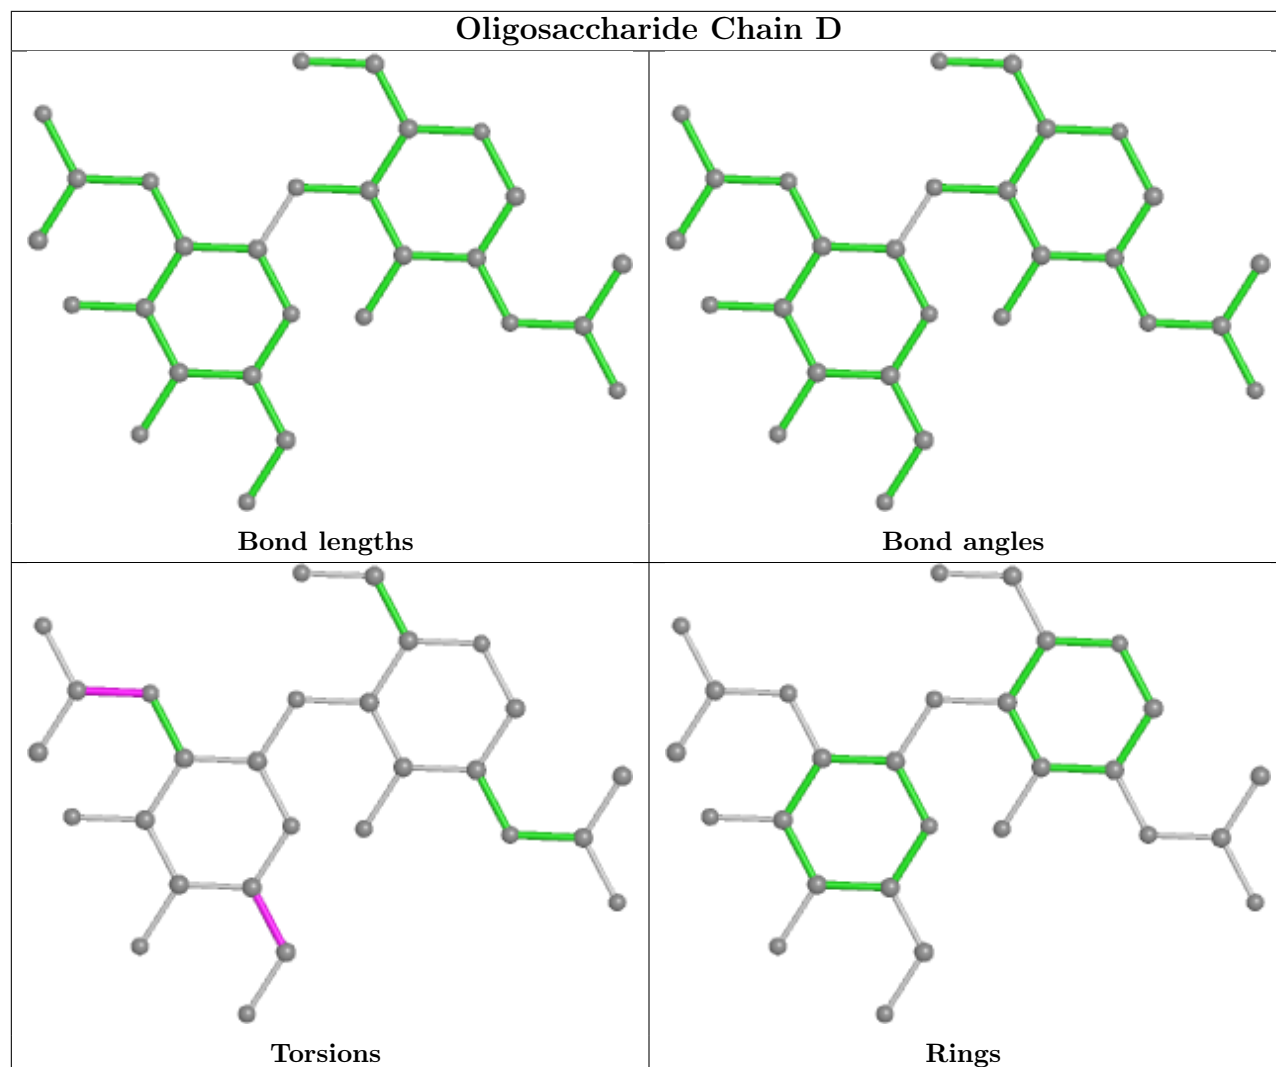 Oligosaccharide Chain D
Bond lengths
Bond angles
Torsions
Rings